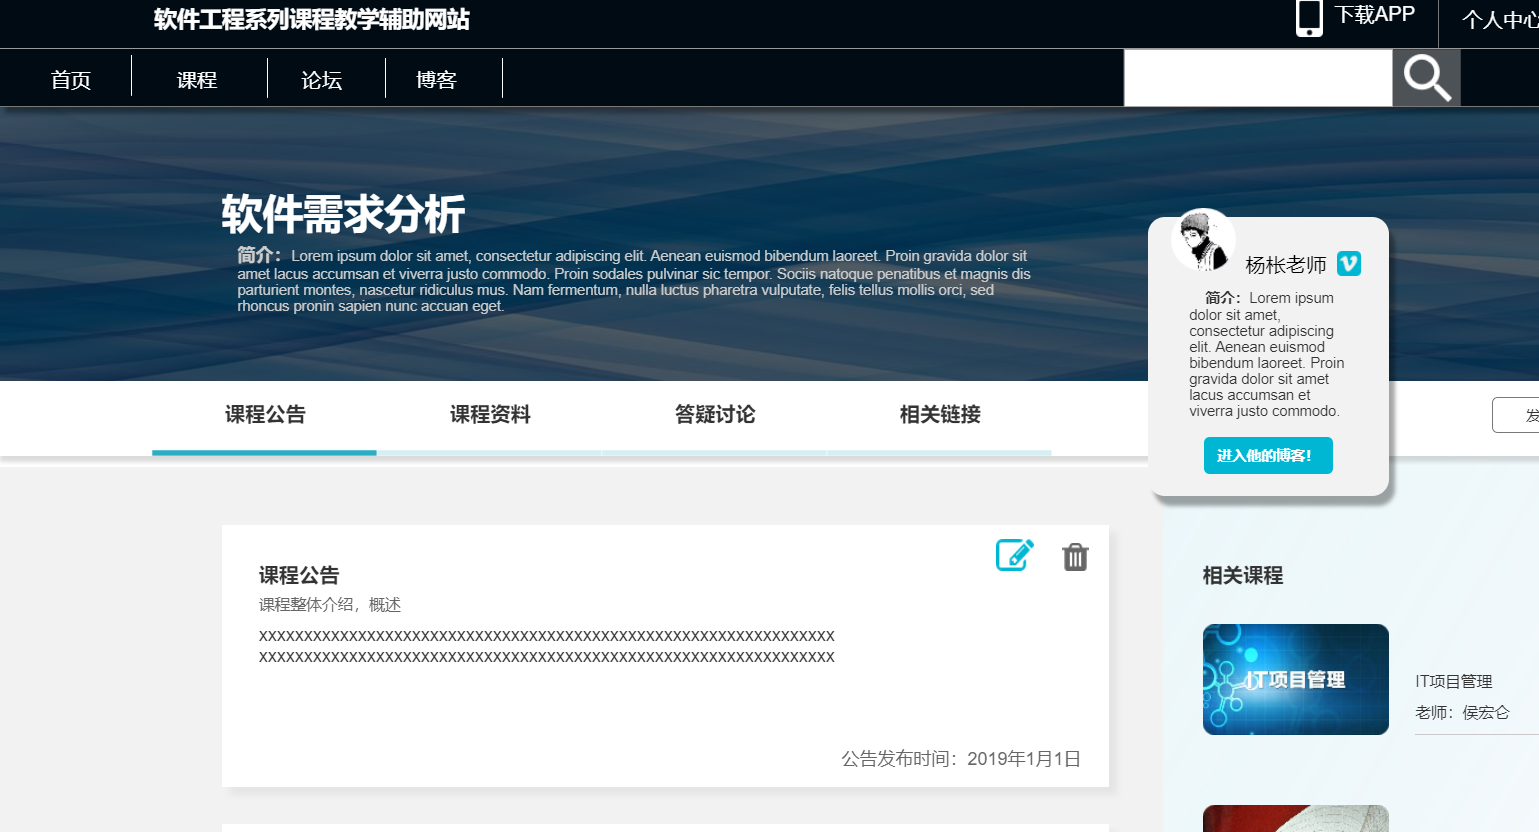 软件工程系列课程教学辅助网站
下载APP
个人中心
首页
课程
论坛
博客
软件需求分析
简介：Lorem ipsum dolor sit amet, consectetur adipiscing elit. Aenean euismod bibendum laoreet. Proin gravida dolor sit
amet lacus accumsan et viverra justo commodo. Proin sodales pulvinar sic tempor. Sociis natoque penatibus et magnis dis
parturient montes, nascetur ridiculus mus. Nam fermentum, nulla luctus pharetra vulputate, felis tellus mollis orci, sed
rhoncus pronin sapien nunc accuan eget.
杨枨老师
简介：Lorem ipsum
dolor sit amet,
consectetur adipiscing
elit. Aenean euismod
bibendum laoreet. Proin
gravida dolor sit amet
lacus accumsan et
viverra justo commodo.
进入他的博客！
课程公告
课程资料
答疑讨论
相关链接
发
课程公告
课程整体介绍，概述
xxxxxxxxxxxxxxxxxxxxxxxxxxxxxxxxxxxxxxxxxxxxxxxxxxxxxxxxxxxxxxxx
xxxxxxxxxxxxxxxxxxxxxxxxxxxxxxxxxxxxxxxxxxxxxxxxxxxxxxxxxxxxxxxx
公告发布时间：2019年1月1日
相关课程
IT项目管理
IT项目管理
老师：侯宏仑